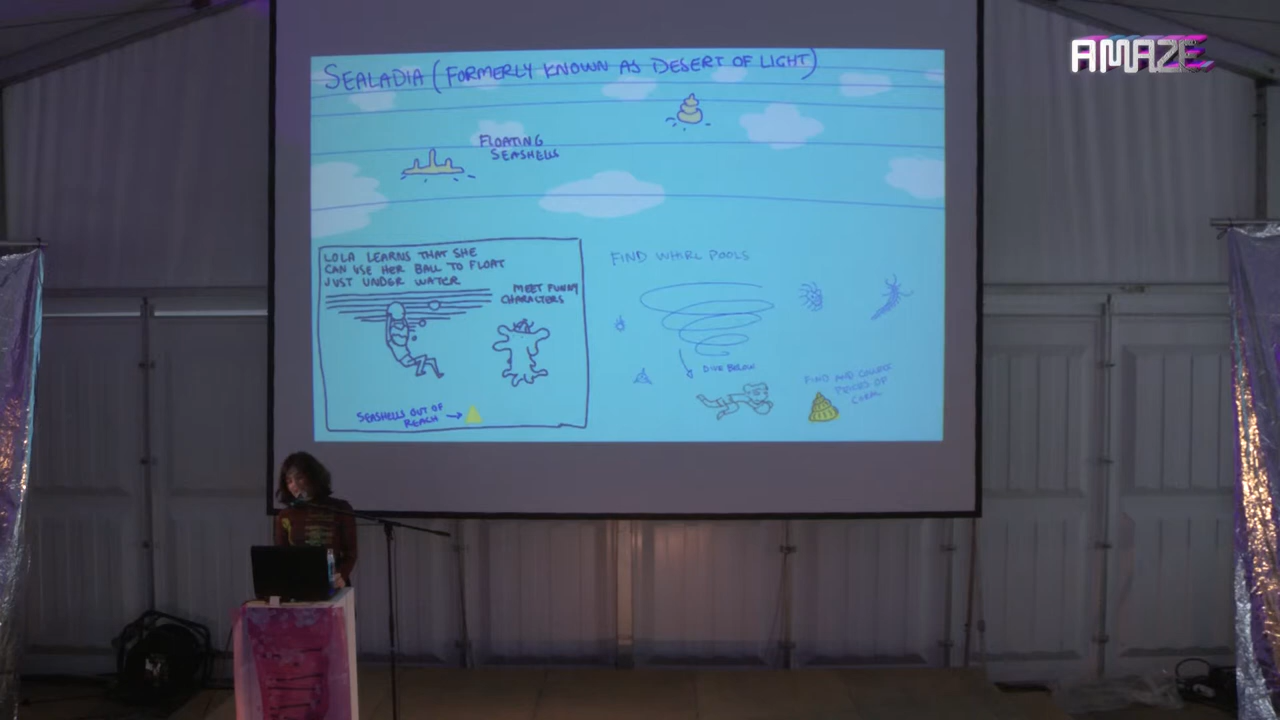 AMAZE
SEALADIA (FORMERLY KNOWN AS DESERT OF LIGHT)
FLOATING
SEASHELLS
LOLA LEARNS THAT SHE
CAN USE HER BALL TO FLOAT
JUST UNDER WATER
MEET FUNNY
CHARACTERS
SEASHELLS OUT OF
REACH
FIND WHIRL POOLS
DIVE BELOW
FIND AND COLLECT
PIECES OF
CORAL